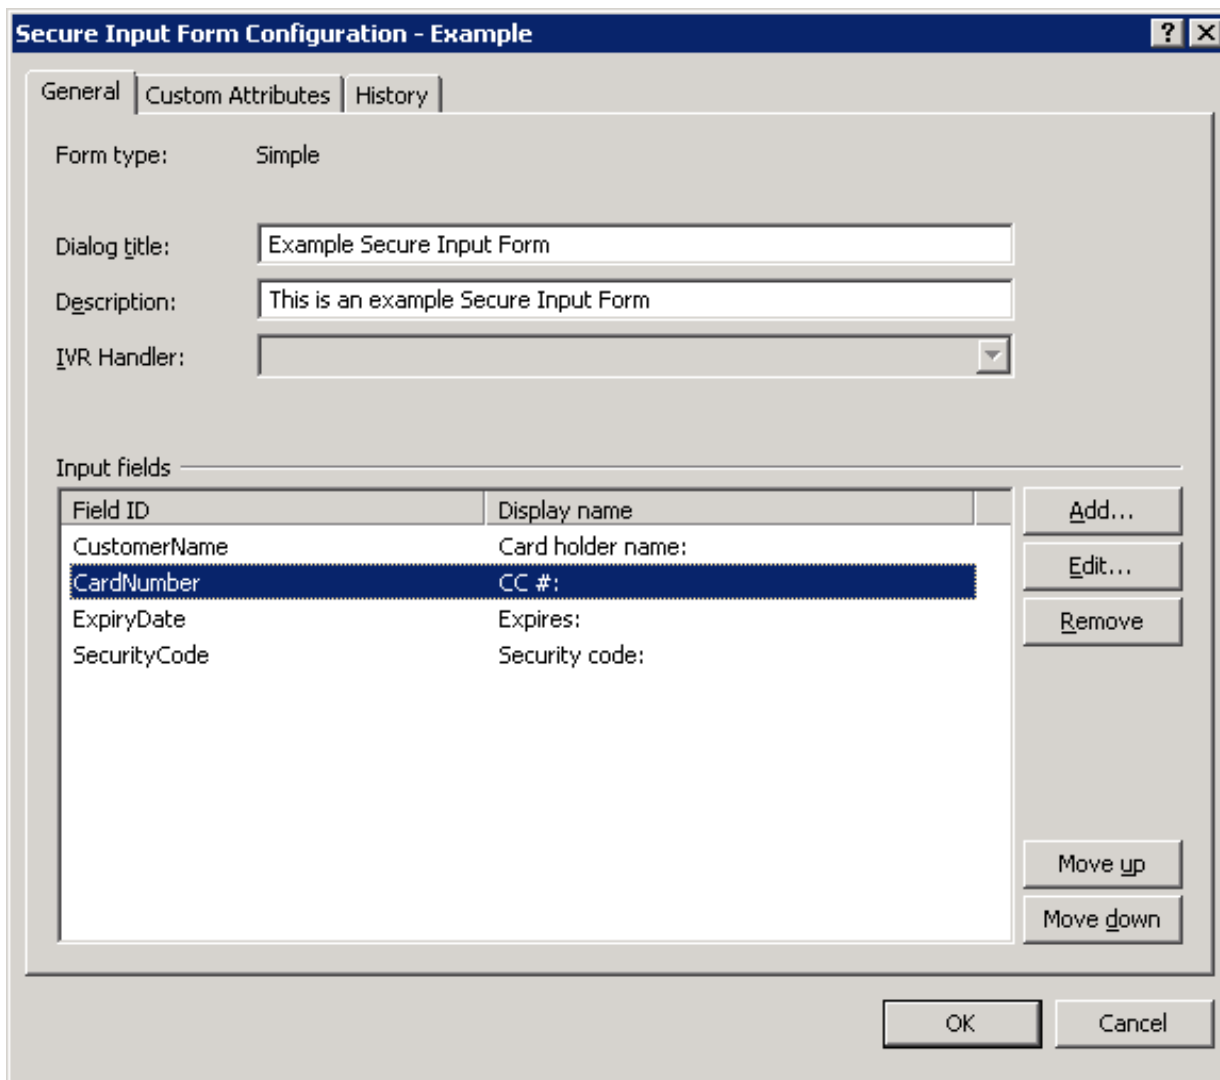 Secure Input Form Configuration - Example
General Custom Attributes History
Form type: Simple
Dialog title: Example Secure Input Form
Description: This is an example Secure Input Form
IVR Handler:
Input fields
Field ID Display name Add...
CustomerName Card holder name:
CardNumber CC #: Edit...
ExpiryDate Expires: Remove
SecurityCode Security code:
Move up
Move down
OK Cancel